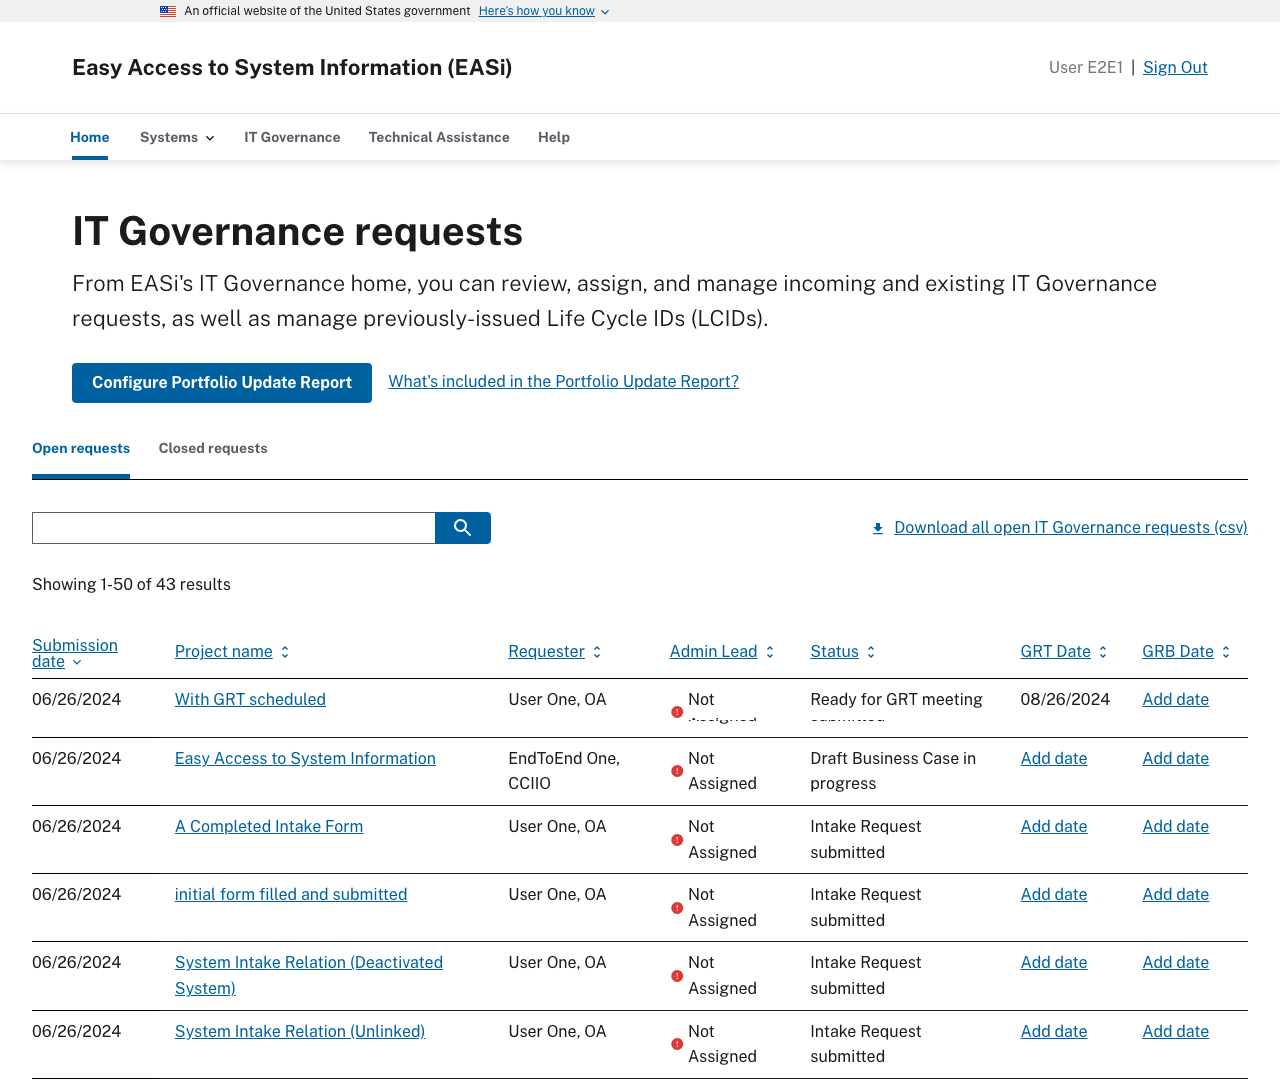 An official website of the United States government Here's how you know
Easy Access to System Information (EASi)
User E2E1 | Sign Out
Home Systems IT Governance Technical Assistance Help
IT Governance requests
From EASi's IT Governance home, you can review, assign, and manage incoming and existing IT Governance
requests, as well as manage previously-issued Life Cycle IDs (LCIDs).
Configure Portfolio Update Report What's included in the Portfolio Update Report?
Open requests Closed requests
Download all open IT Governance requests (csv)
Showing 1-50 of 43 results
Submission
date Project name Requester Admin Lead Status GRT Date GRB Date
06/26/2024 With GRT scheduled User One, OA Not Ready for GRT meeting 08/26/2024 Add date
06/26/2024 Easy Access to System Information EndToEnd One, Not Draft Business Case in Add date Add date
CCIIO Assigned progress
06/26/2024 A Completed Intake Form User One, OA Not Intake Request Add date Add date
Assigned submitted
06/26/2024 initial form filled and submitted User One, OA Not Intake Request Add date Add date
Assigned submitted
06/26/2024 System Intake Relation (Deactivated User One, OA Not Intake Request Add date Add date
System) Assigned submitted
06/26/2024 System Intake Relation (Unlinked) User One, OA Not Intake Request Add date Add date
Assigned submitted